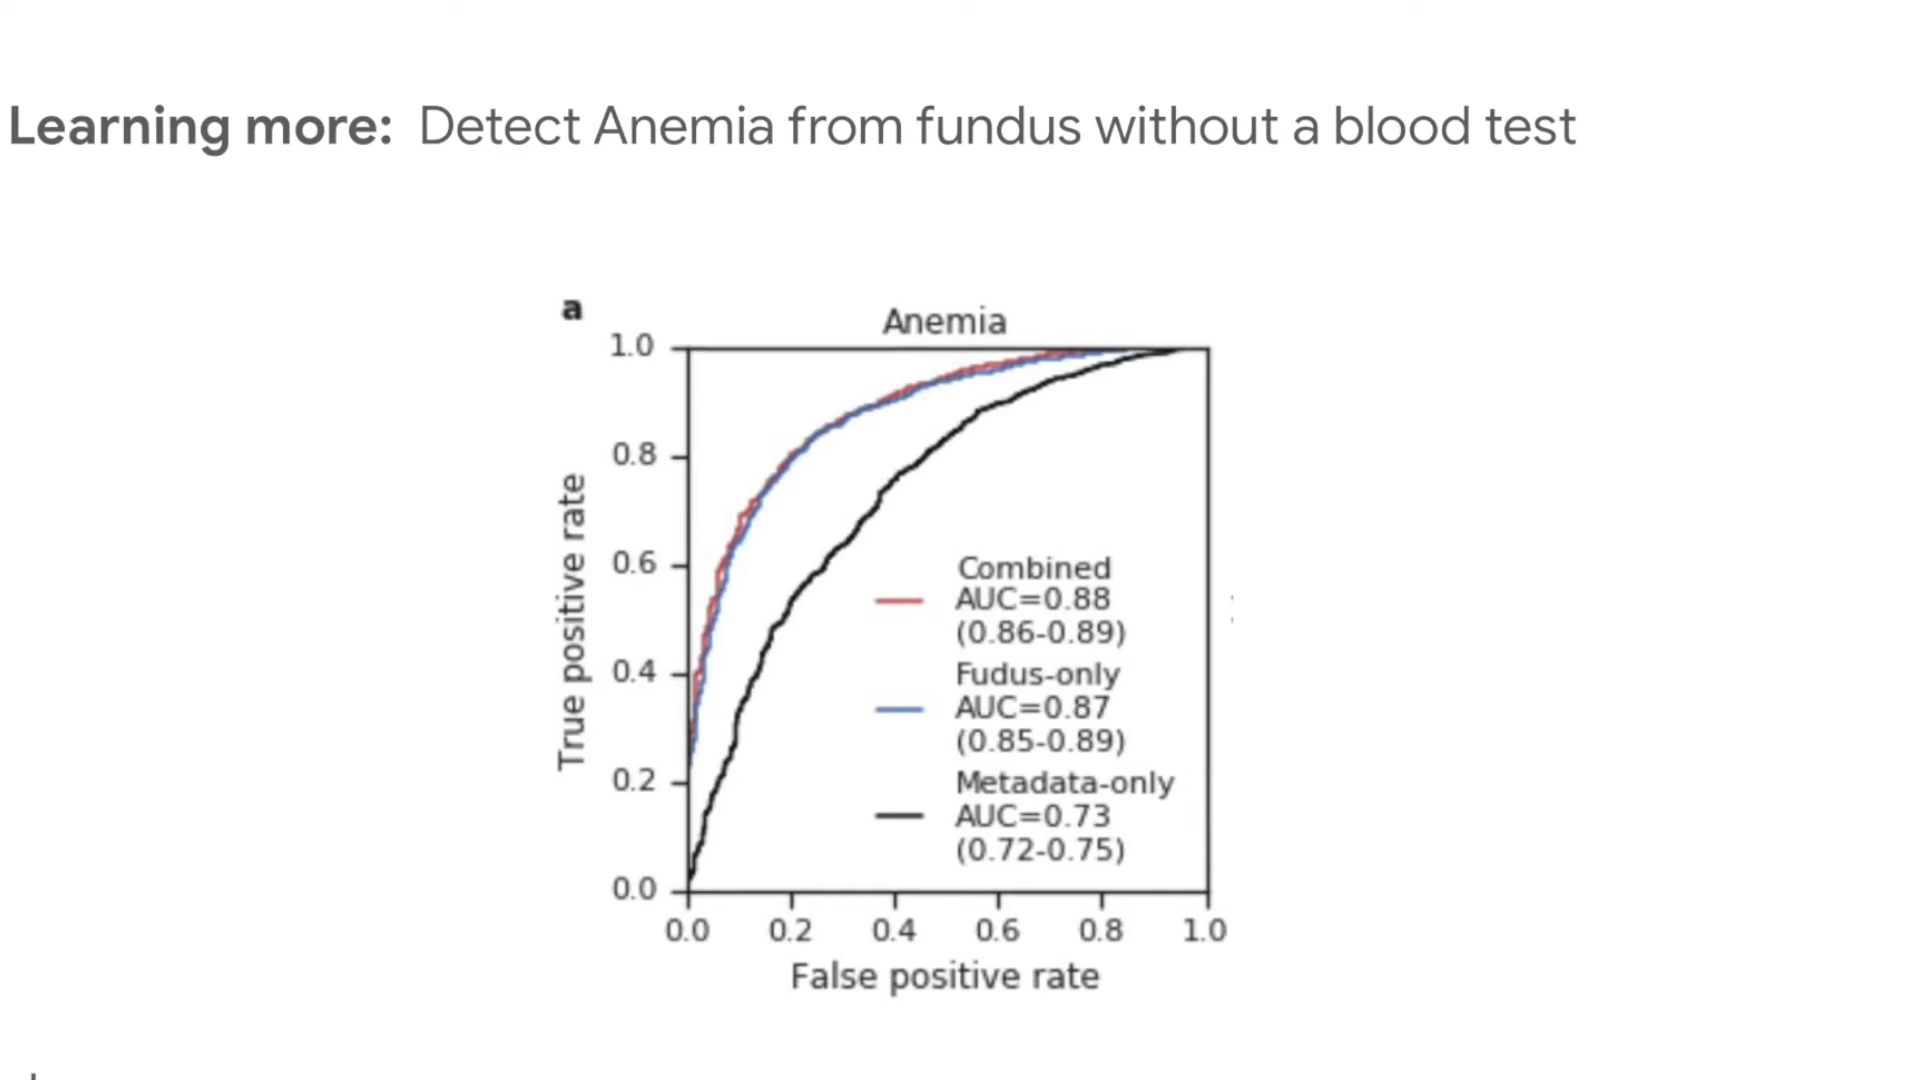 Learning more: Detect Anemia from fundus without a blood test
a
Anemia
1.0
0.8
0.6
0.4
0.2
0.0
True positive rate
Combined
AUC=0.88
(0.86-0.89)
Fudus-only
AUC=0.87
(0.85-0.89)
Metadata-only
AUC=0.73
(0.72-0.75)
0.0 0.2 0.4 0.6 0.8 1.0
False positive rate